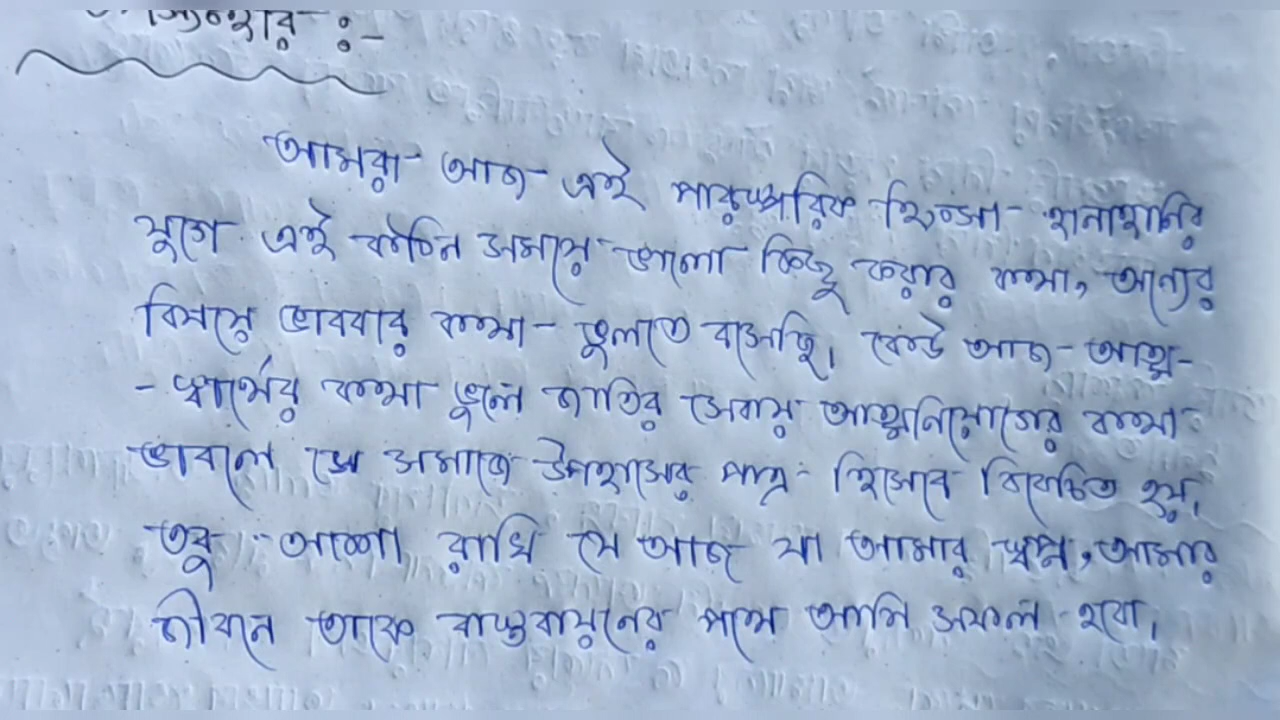 উপসংহার :-
আমরা আজ এই পারস্পরিক হিংসা - হানাহানির
যুগে এই কঠিন সময়ে ভালো কিছু করার কথা, অন্যের
বিষয়ে ভাববার কথা - ভুলতে বসেছি। কেউ আজ - আত্ম-
- স্বার্থের কথা ভুলে জাতির সেবায় আত্মনিয়োগের কথা
ভাবলে সে সমাজে উপহাসের পাত্র হিসেবে বিবেচিত হয়।
তবু আশা রাখি যে আজ যা আমার স্বপ্ন, আমার
জীবনে তাকে বাস্তবায়নের পথে আমি সফল হবো।